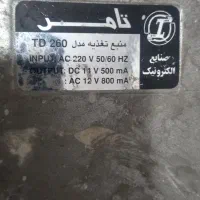 تامر
منبع تغذیه مدل TD 260
INPUT: AC 220 V 50/60 HZ
OUTPUT: DC 11 V 500 mA
: AC 12 V 800 mA
صنایع
الکترونیک